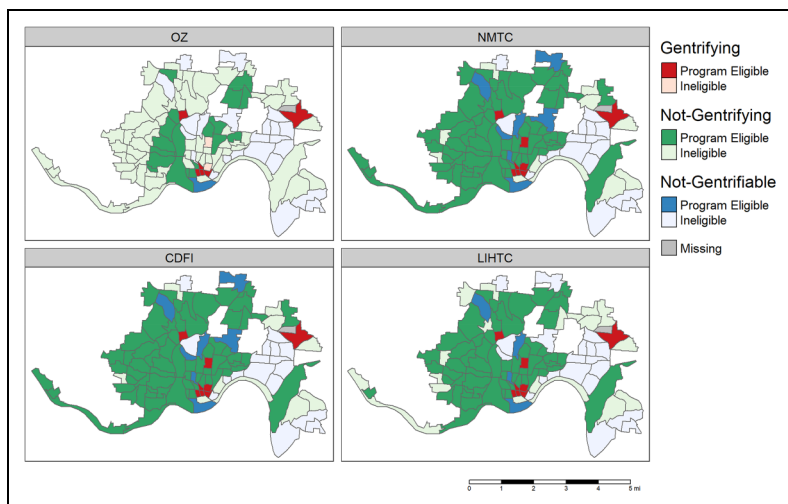 OZ
NMTC
CDFI
LIHTC
Gentrifying
Program Eligible
Ineligible
Not-Gentrifying
Program Eligible
Ineligible
Not-Gentrifiable
Program Eligible
Ineligible
Missing
0 1 2 3 4 5 mi